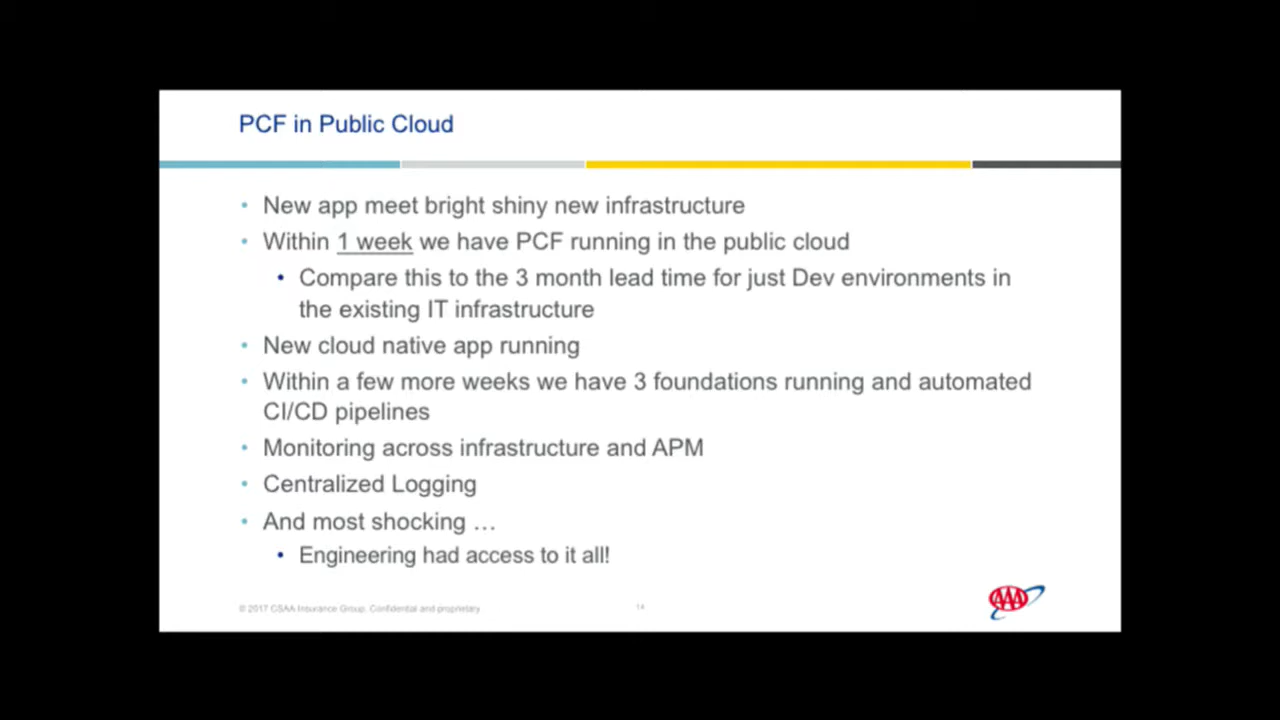 PCF in Public Cloud
• New app meet bright shiny new infrastructure
• Within 1 week we have PCF running in the public cloud
• Compare this to the 3 month lead time for just Dev environments in
the existing IT infrastructure
• New cloud native app running
• Within a few more weeks we have 3 foundations running and automated
CI/CD pipelines
• Monitoring across infrastructure and APM
• Centralized Logging
• And most shocking …
• Engineering had access to it all!
© 2017 CSAA Insurance Group, Confidential and proprietary
14
AAA